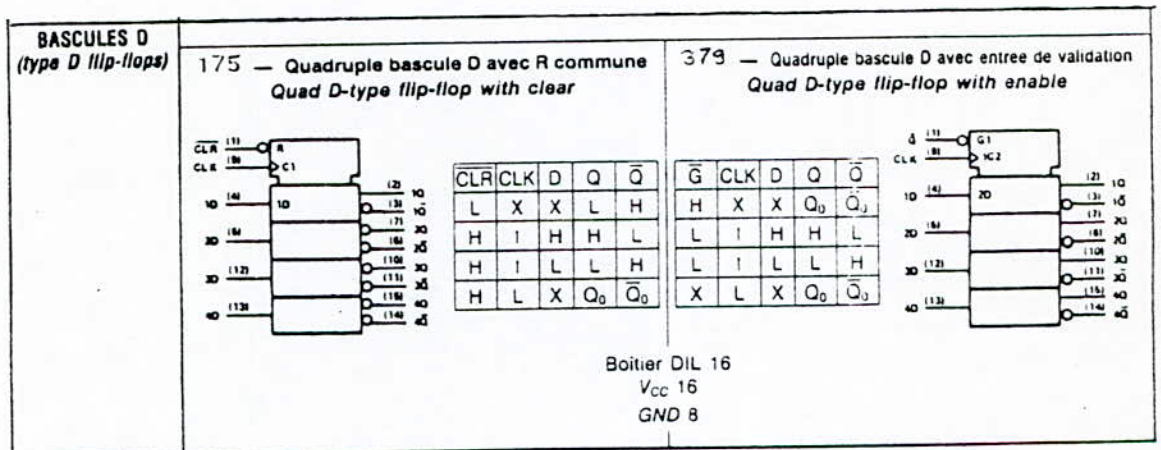 BASCULES D
(type D flip-flops)
175 — Quadruple bascule D avec R commune
Quad D-type flip-flop with clear
C̅L̅R̅ (1) R
CLK (9) C1
1D (4) 1D (2) 1Q
(3) 1Q̅
2D (5) (7) 2Q
(6) 2Q̅
3D (12) (10) 3Q
(11) 3Q̅
4D (13) (15) 4Q
(14) 4Q̅
C̅L̅R̅ CLK D Q Q̅
L X X L H
H ↑ H H L
H ↑ L L H
H L X Q₀ Q̅₀
379 — Quadruple bascule D avec entree de validation
Quad D-type flip-flop with enable
G̅ CLK D Q Q̅
H X X Q₀ Q̅₀
L ↑ H H L
L ↑ L L H
X L X Q₀ Q̅₀
G̅ (1) G1
CLK (9) 1C2
1D (4) 2D (2) 1Q
(3) 1Q̅
2D (5) (7) 2Q
(6) 2Q̅
3D (12) (10) 3Q
(11) 3Q̅
4D (13) (15) 4Q
(14) 4Q̅
Boîtier DIL 16
VCC 16
GND 8